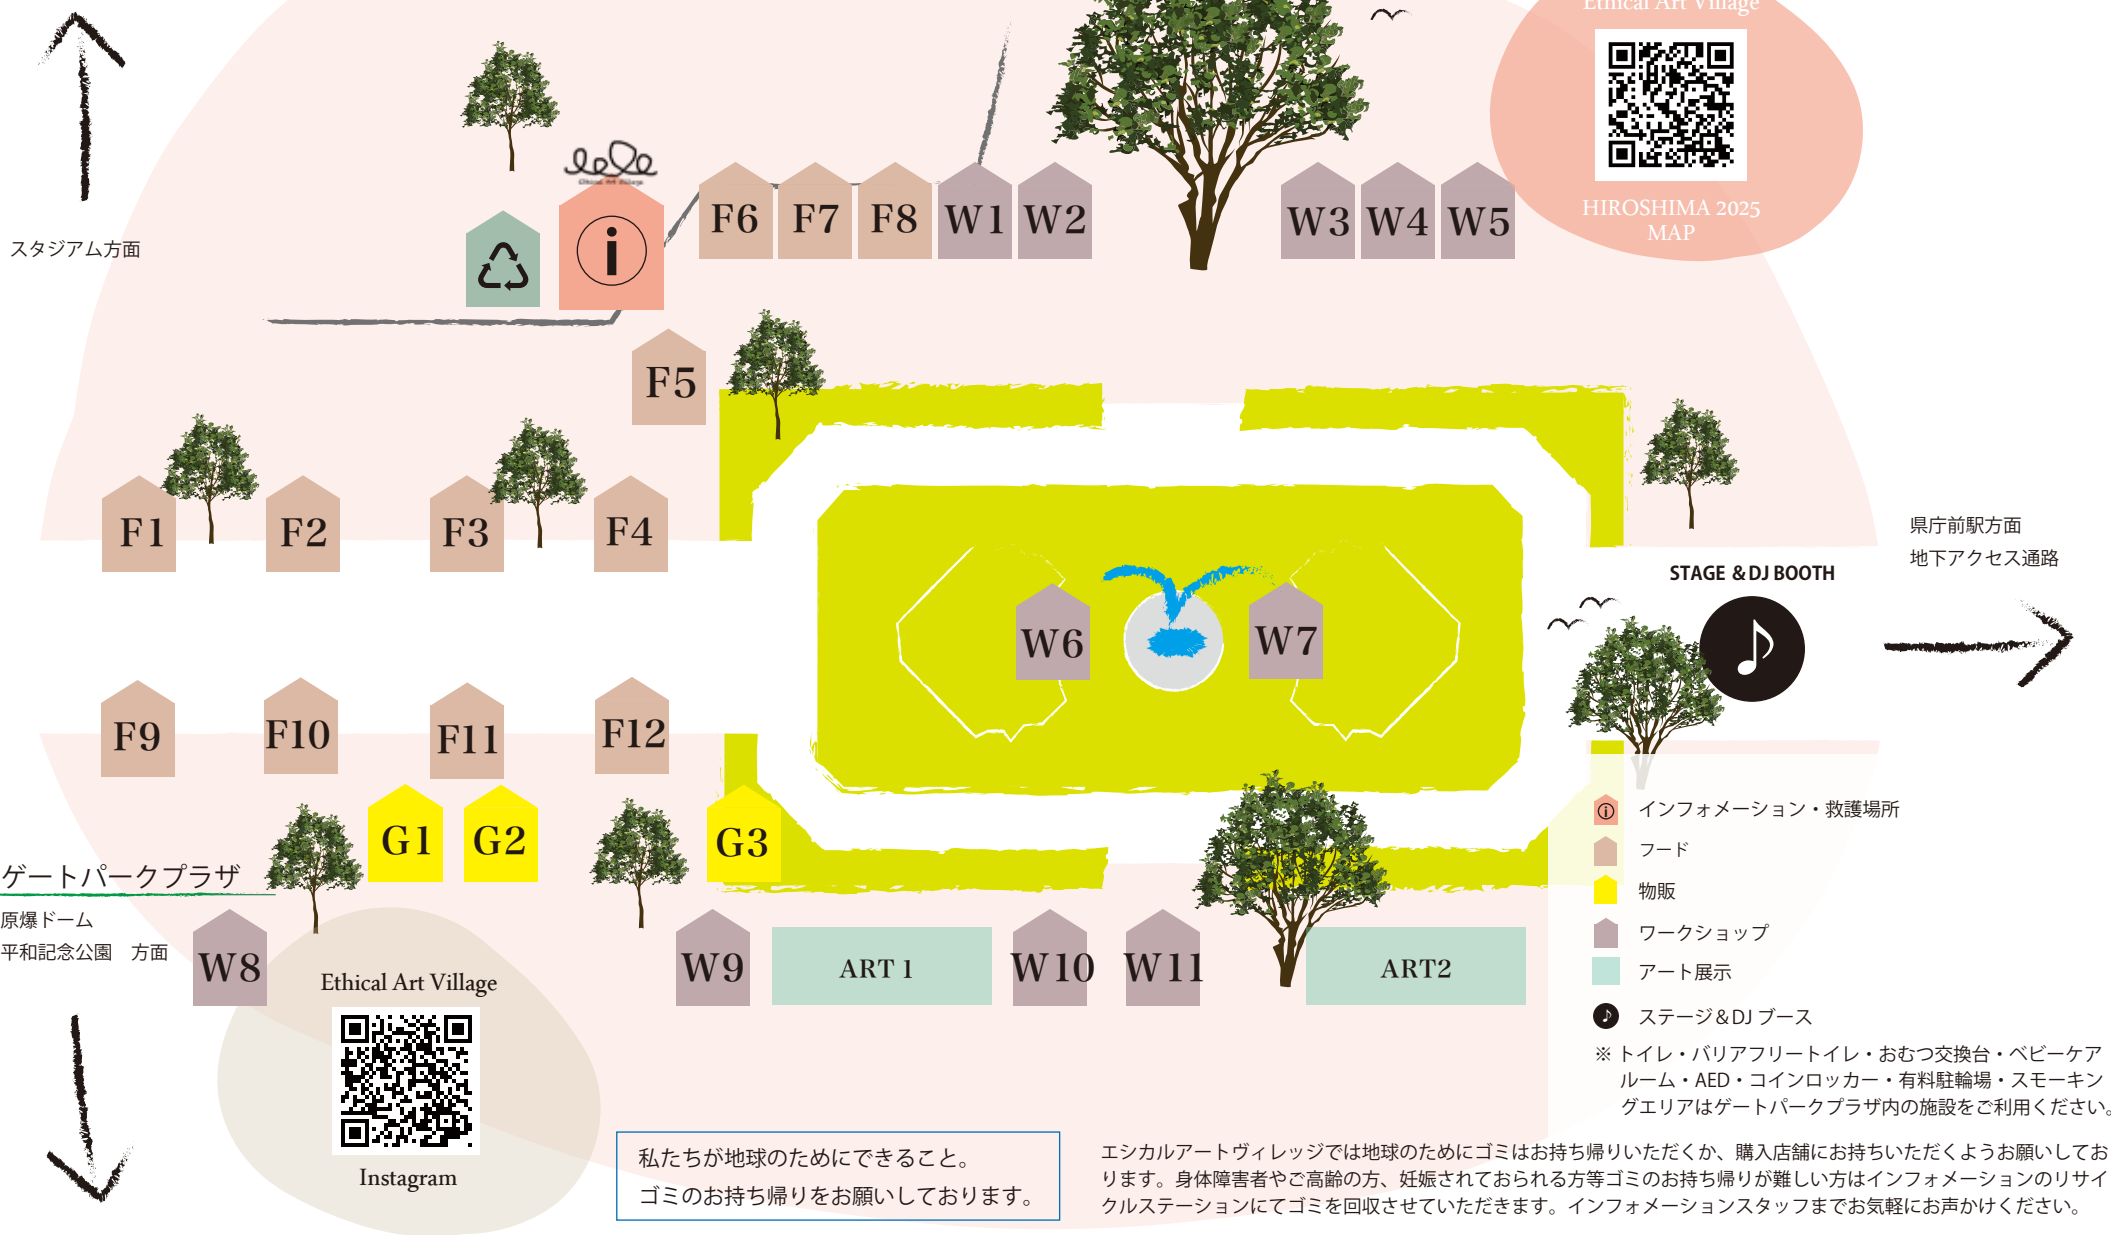 Ethical Art Village
HIROSHIMA 2025
MAP
スタジアム方面
Ethical Art Village
i
F6
F7
F8
W1
W2
W3
W4
W5
F5
F1
F2
F3
F4
県庁前駅方面
地下アクセス通路
STAGE &DJ BOOTH
W6
W7
F9
F10
F11
F12
G1
G2
G3
ゲートパークプラザ
原爆ドーム
平和記念公園 方面
W8
W9
ART 1
W10
W11
ART2
Ethical Art Village
Instagram
インフォメーション・救護場所
フード
物販
ワークショップ
アート展示
ステージ&DJ ブース
※ トイレ・バリアフリートイレ・おむつ交換台・ベビーケア
ルーム・AED・コインロッカー・有料駐輪場・スモーキン
グエリアはゲートパークプラザ内の施設をご利用ください。
私たちが地球のためにできること。
ゴミのお持ち帰りをお願いしております。
エシカルアートヴィレッジでは地球のためにゴミはお持ち帰りいただくか、購入店舗にお持ちいただくようお願いしてお
ります。身体障害者やご高齢の方、妊娠されておられる方等ゴミのお持ち帰りが難しい方はインフォメーションのリサイ
クルステーションにてゴミを回収させていただきます。インフォメーションスタッフまでお気軽にお声かけください。